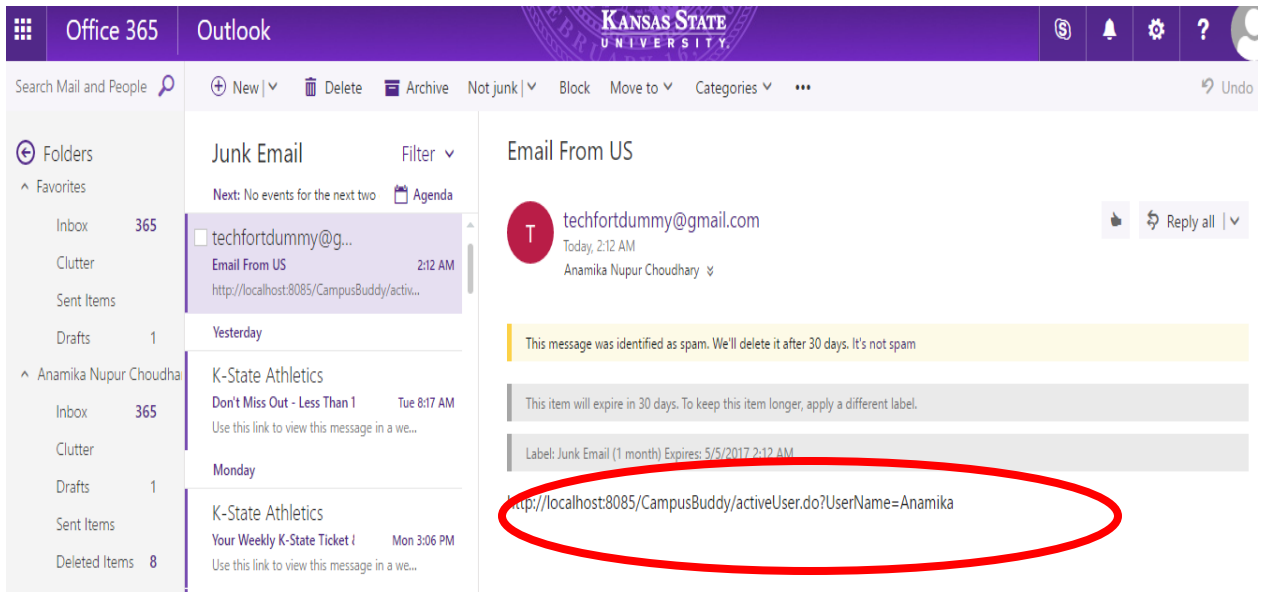 Office 365
Outlook
KANSAS STATE
UNIVERSITY
?
Search Mail and People
New
Delete
Archive
Not junk
Block
Move to
Categories
Undo
Folders
Favorites
Inbox 365
Clutter
Sent Items
Drafts 1
Anamika Nupur Choudha
Inbox 365
Clutter
Drafts 1
Sent Items
Deleted Items 8
Junk Email Filter
Next: No events for the next two Agenda
techfortdummy@g...
Email From US 2:12 AM
http://localhost:8085/CampusBuddy/activ...
Yesterday
K-State Athletics
Don't Miss Out - Less Than 1 Tue 8:17 AM
Use this link to view this message in a we...
Monday
K-State Athletics
Your Weekly K-State Ticket & Mon 3:06 PM
Use this link to view this message in a we...
Email From US
T
techfortdummy@gmail.com
Today, 2:12 AM
Anamika Nupur Choudhary
Reply all
This message was identified as spam. We'll delete it after 30 days. It's not spam
This item will expire in 30 days. To keep this item longer, apply a different label.
Label: Junk Email (1 month) Expires: 5/5/2017 2:12 AM
http://localhost:8085/CampusBuddy/activeUser.do?UserName=Anamika